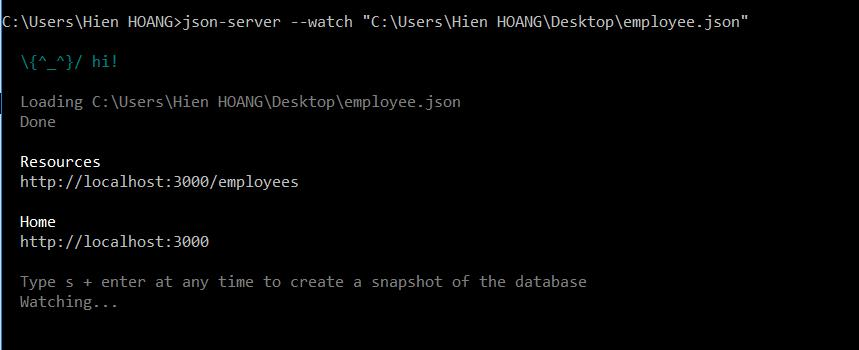 C:\Users\Hien HOANG>json-server --watch "C:\Users\Hien HOANG\Desktop\employee.json"
\{^_^}/ hi!
Loading C:\Users\Hien HOANG\Desktop\employee.json
Done
Resources
http://localhost:3000/employees
Home
http://localhost:3000
Type s + enter at any time to create a snapshot of the database
Watching...